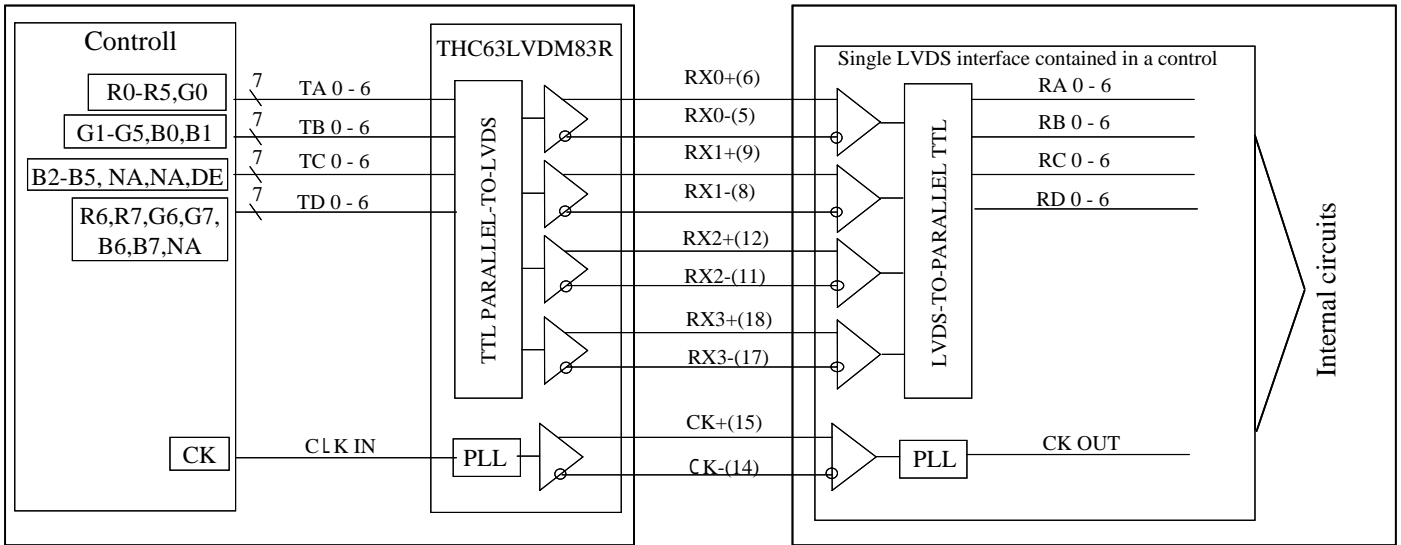 Controll
R0-R5,G0
G1-G5,B0,B1
B2-B5, NA,NA,DE
R6,R7,G6,G7,
B6,B7,NA
CK
7
TA 0 - 6
7
TB 0 - 6
7
TC 0 - 6
7
TD 0 - 6
CLK IN
THC63LVDM83R
TTL PARALLEL-TO-LVDS
PLL
RX0+(6)
RX0-(5)
RX1+(9)
RX1-(8)
RX2+(12)
RX2-(11)
RX3+(18)
RX3-(17)
CK+(15)
CK-(14)
Single LVDS interface contained in a control
LVDS-TO-PARALLEL TTL
PLL
RA 0 - 6
RB 0 - 6
RC 0 - 6
RD 0 - 6
CK OUT
Internal circuits